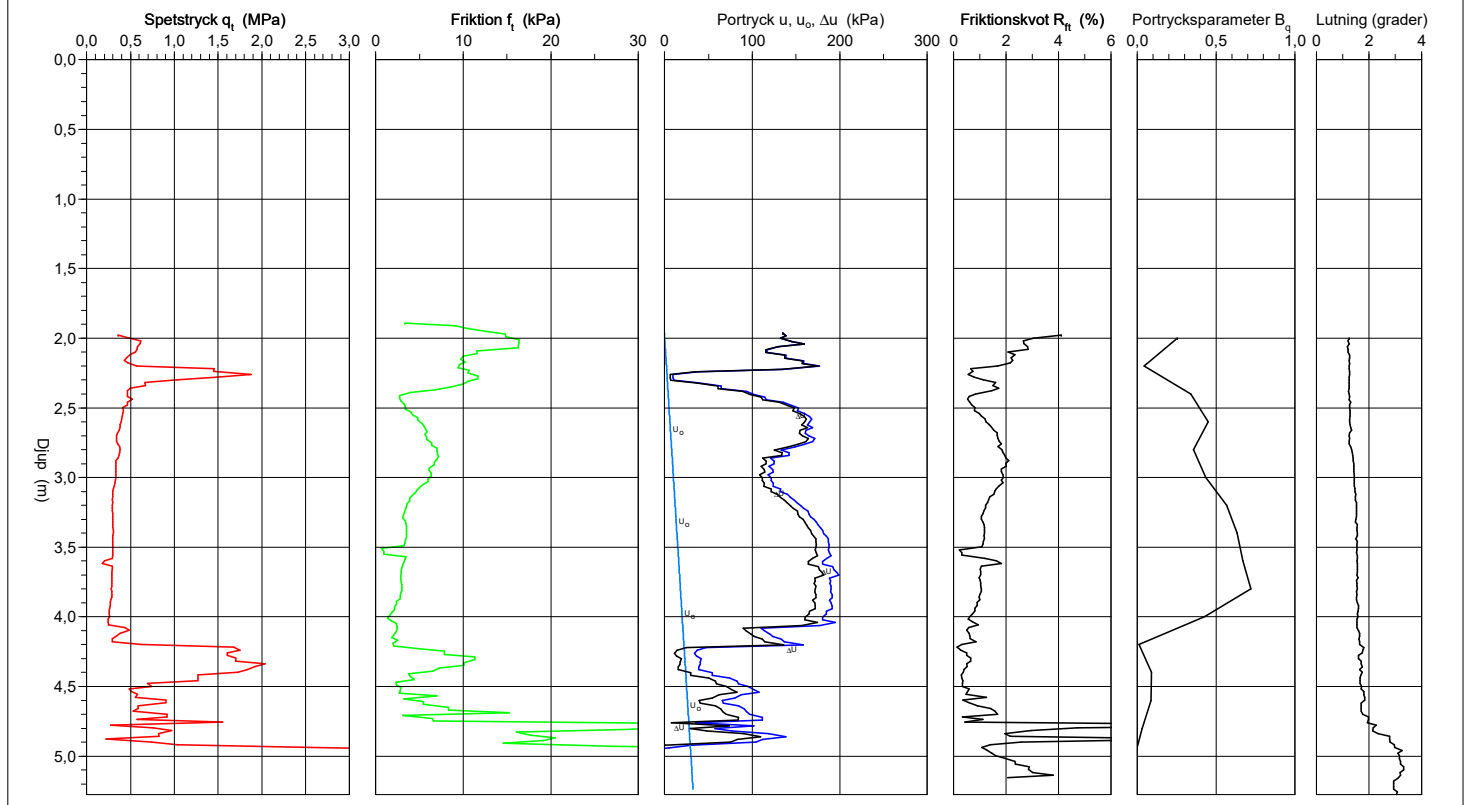 Spetstryck qt (MPa)
Friktion ft (kPa)
Portryck u, uo, Δu (kPa)
Friktionskvot Rft (%)
Portrycksparameter Bq
Lutning (grader)
0,0 0,5 1,0 1,5 2,0 2,5 3,0
0 10 20 30
0 100 200 300
0 2 4 6
0,0 0,5 1,0
0 2 4
0,0
0,5
1,0
1,5
2,0
2,5
3,0
3,5
4,0
4,5
5,0
Djup (m)
ΔU
Uo
ΔU
Uo
ΔU
Uo
ΔU
Uo
ΔU